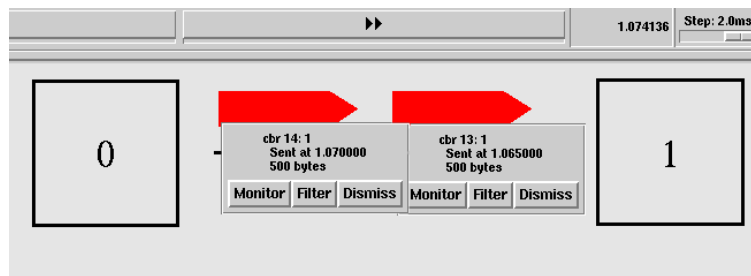 1.074136 Step: 2.0ms
0
cbr 14: 1
Sent at 1.070000
500 bytes
Monitor Filter Dismiss
cbr 13: 1
Sent at 1.065000
500 bytes
Monitor Filter Dismiss
1